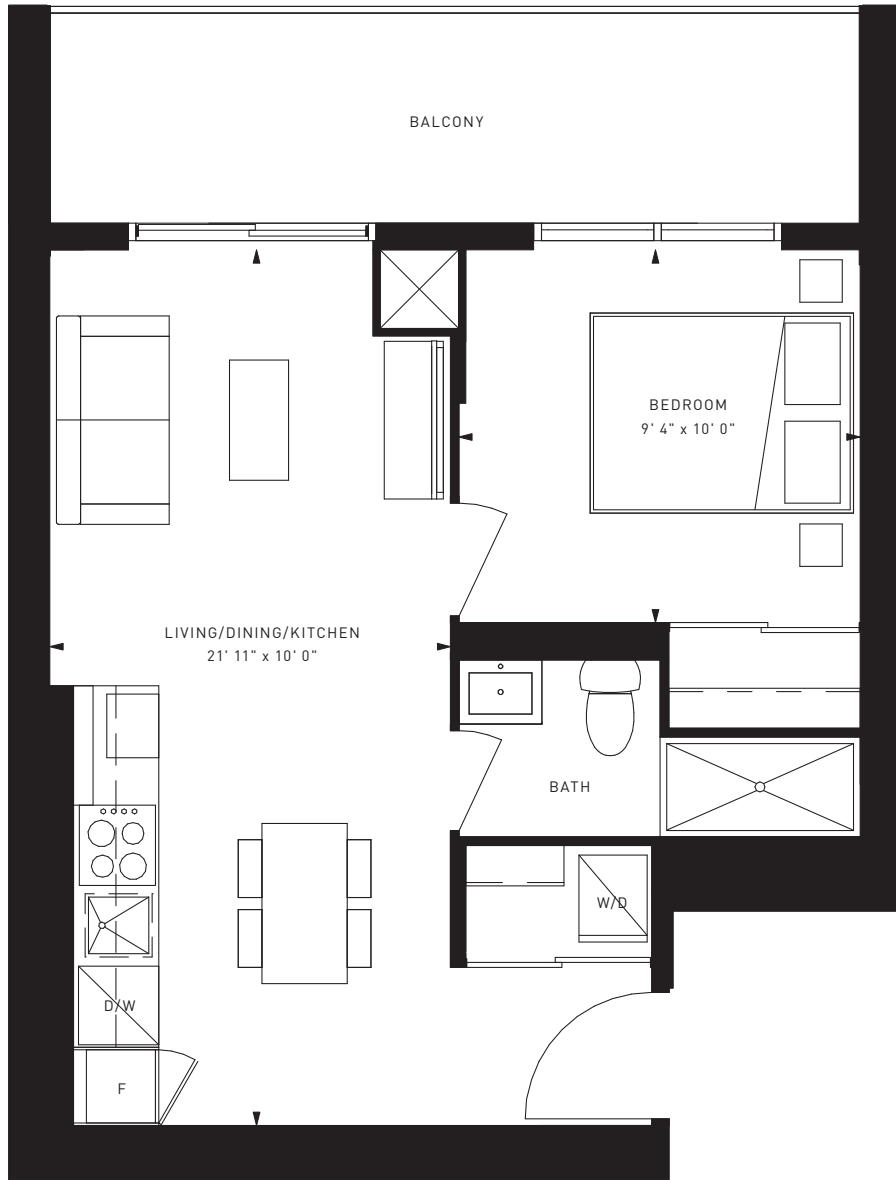 BALCONY
BEDROOM
9' 4" x 10' 0"
LIVING/DINING/KITCHEN
21' 11" x 10' 0"
BATH
W/D
D/W
F